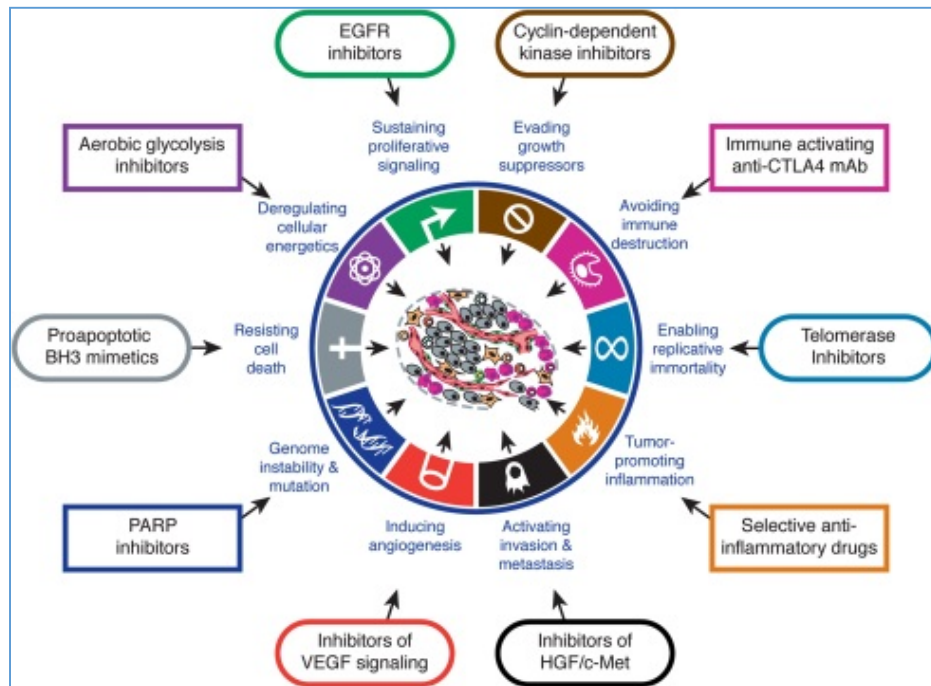 EGFR
inhibitors
Cyclin-dependent
kinase inhibitors
Sustaining
proliferative
signaling
Evading
growth
suppressors
Aerobic glycolysis
inhibitors
Immune activating
anti-CTLA4 mAb
Deregulating
cellular
energetics
Avoiding
immune
destruction
Proapoptotic
BH3 mimetics
Resisting
cell
death
Enabling
replicative
immortality
Telomerase
Inhibitors
Genome
instability &
mutation
Tumor-
promoting
inflammation
PARP
inhibitors
Inducing
angiogenesis
Activating
invasion &
metastasis
Selective anti-
inflammatory drugs
Inhibitors of
VEGF signaling
Inhibitors of
HGF/c-Met